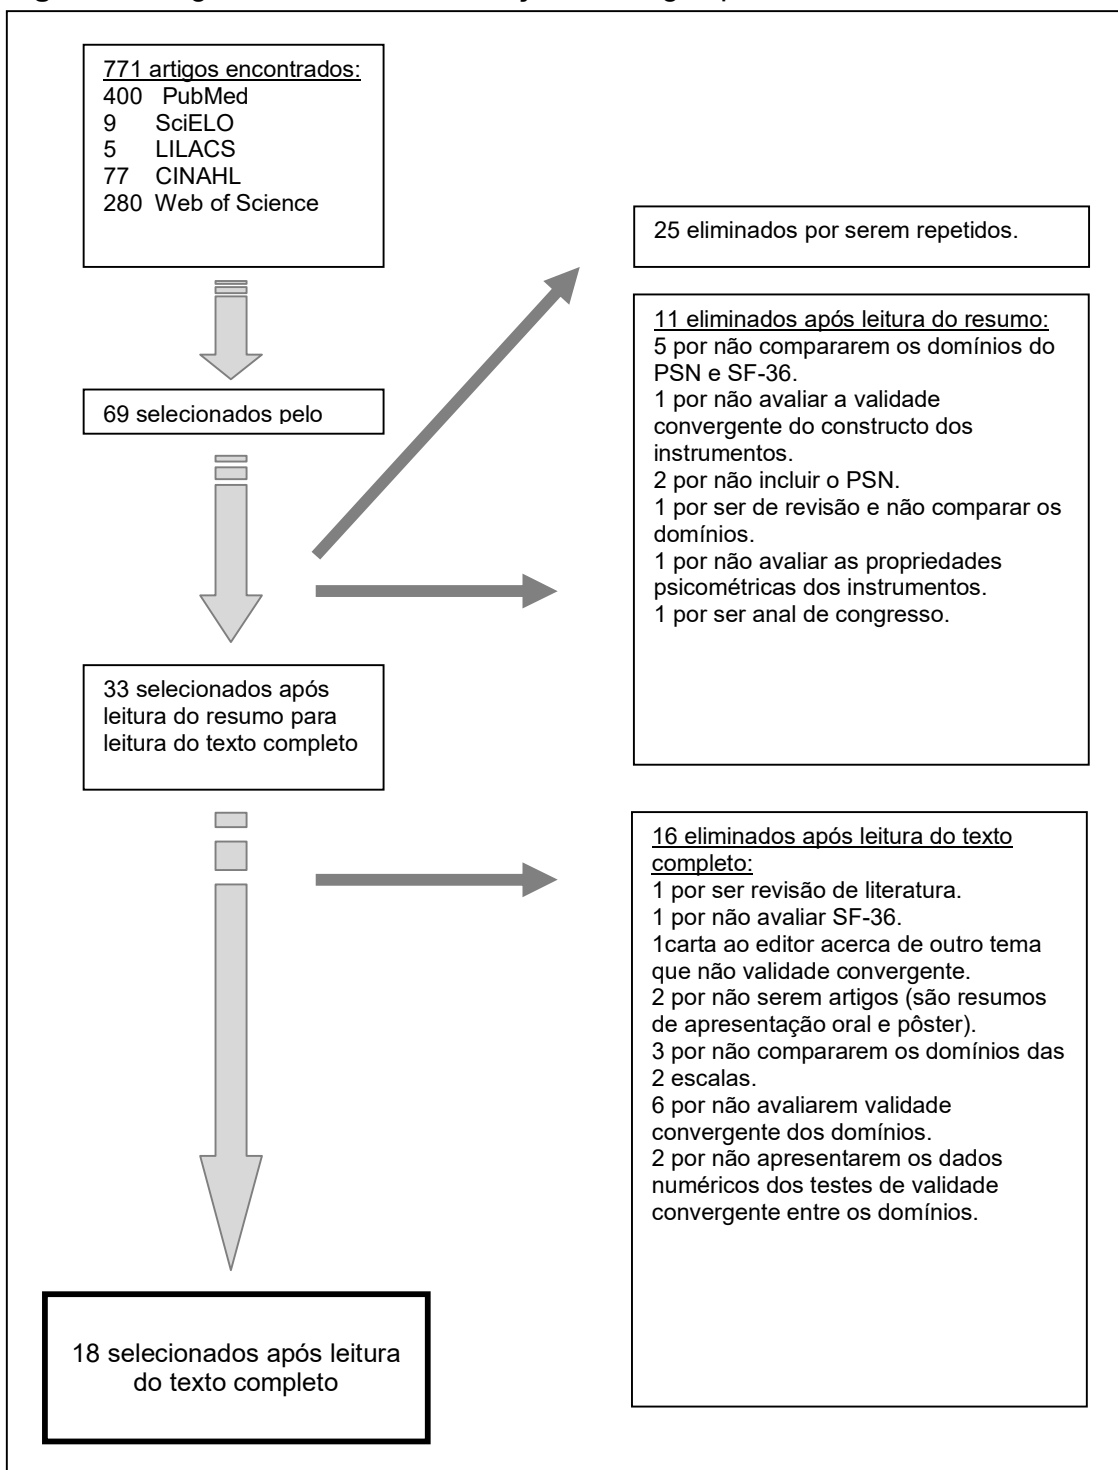 771 artigos encontrados:
400 PubMed
9 SciELO
5 LILACS
77 CINAHL
280 Web of Science
25 eliminados por serem repetidos.
11 eliminados após leitura do resumo:
5 por não compararem os domínios do
PSN e SF-36.
1 por não avaliar a validade
convergente do constructo dos
instrumentos.
2 por não incluir o PSN.
1 por ser de revisão e não comparar os
domínios.
1 por não avaliar as propriedades
psicométricas dos instrumentos.
1 por ser anal de congresso.
69 selecionados pelo
33 selecionados após
leitura do resumo para
leitura do texto completo
16 eliminados após leitura do texto
completo:
1 por ser revisão de literatura.
1 por não avaliar SF-36.
1carta ao editor acerca de outro tema
que não validade convergente.
2 por não serem artigos (são resumos
de apresentação oral e pôster).
3 por não compararem os domínios das
2 escalas.
6 por não avaliarem validade
convergente dos domínios.
2 por não apresentarem os dados
numéricos dos testes de validade
convergente entre os domínios.
18 selecionados após leitura
do texto completo